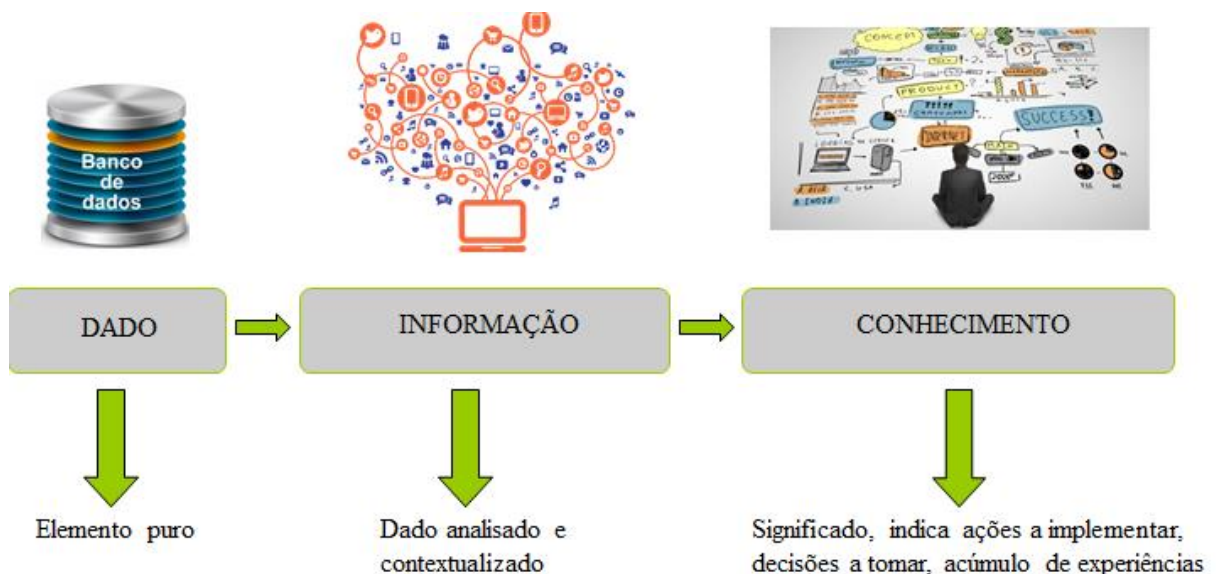 Banco
de
dados
CONCEPT
PRODUCT
SUCCESS!
DADO
INFORMAÇÃO
CONHECIMENTO
Elemento puro
Dado analisado e
contextualizado
Significado, indica ações a implementar,
decisões a tomar, acúmulo de experiências